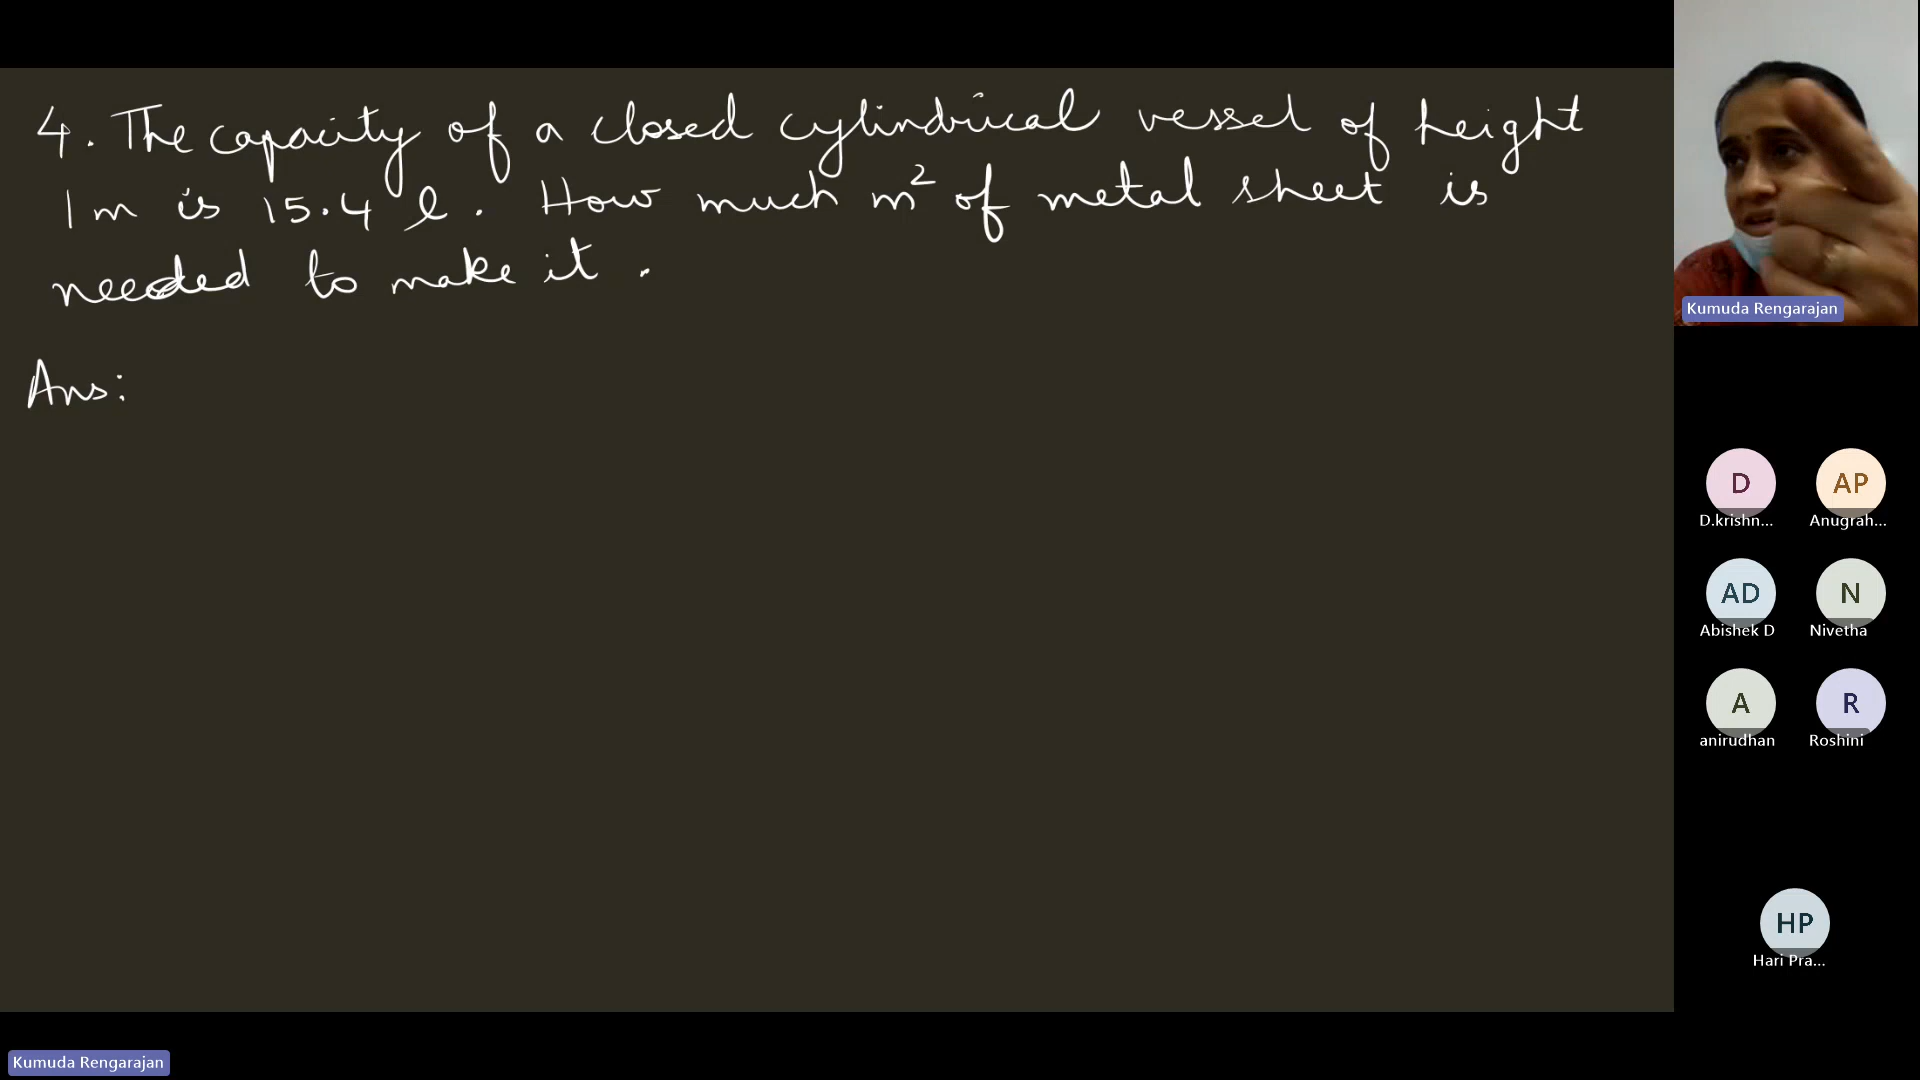 4. The capacity of a closed cylindrical vessel of height
1m is 15.4 l. How much m² of metal sheet is
needed to make it.
Ans:
Kumuda Rengarajan
D
AP
D.krishn...
Anugrah...
AD
N
Abishek D
Nivetha
A
R
anirudhan
Roshini
HP
Hari Pra...
Kumuda Rengarajan